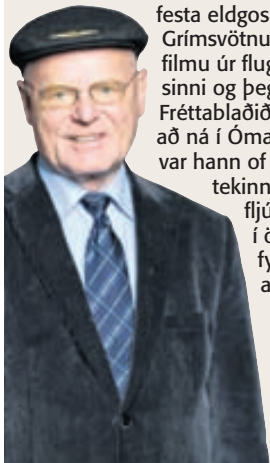 festa eldgos
Grímsvötnu
filmu úr flug
sinni og þeg
Fréttablaðið
að ná í Óma
var hann of
tekinn
fljú
í ö
fy
a